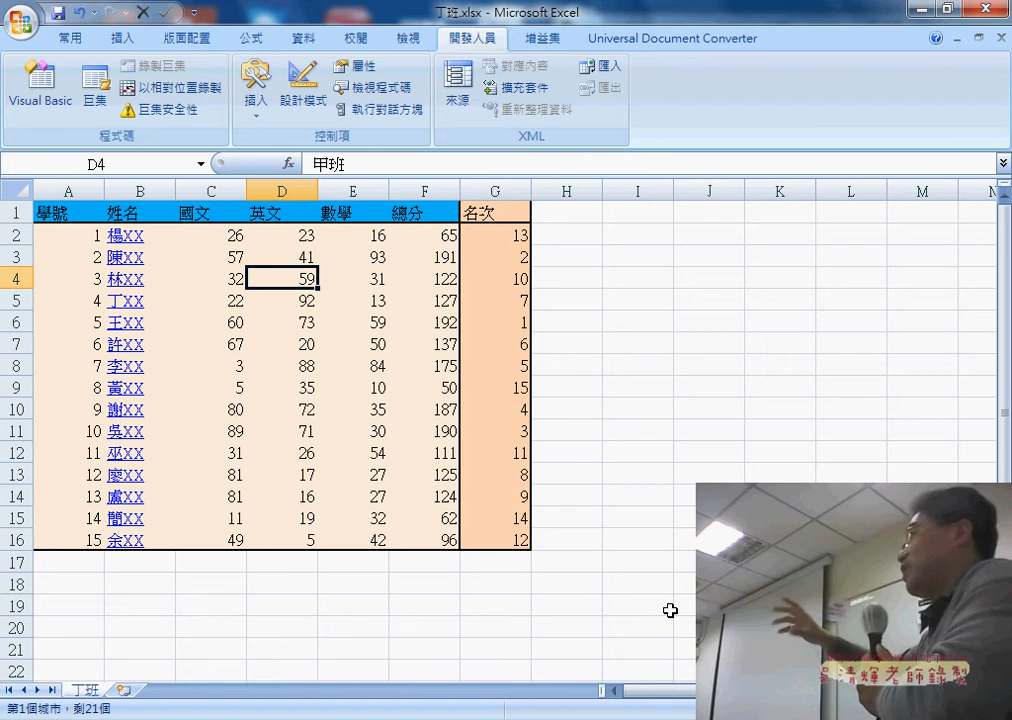 丁班.xlsx - Microsoft Excel
常用 插入 版面配置 公式 資料 校閱 檢視 開發人員 增益集 Universal Document Converter
Visual Basic 巨集 錄製巨集 以相對位置錄製 巨集安全性 程式碼
插入 設計模式 屬性 檢視程式碼 執行對話方塊 控制項
來源 對應內容 擴充套件 重新整理資料 匯入 匯出 XML
D4 fx 甲班
A B C D E F G H I J K L M N
1 學號 姓名 國文 英文 數學 總分 名次
2 1 楊XX 26 23 16 65 13
3 2 陳XX 57 41 93 191 2
4 3 林XX 32 59 31 122 10
5 4 丁XX 22 92 13 127 7
6 5 王XX 60 73 59 192 1
7 6 許XX 67 20 50 137 6
8 7 李XX 3 88 84 175 5
9 8 黃XX 5 35 10 50 15
10 9 謝XX 80 72 35 187 4
11 10 吳XX 89 71 30 190 3
12 11 巫XX 31 26 54 111 11
13 12 廖XX 81 17 27 125 8
14 13 盧XX 81 16 27 124 9
15 14 簡XX 11 19 32 62 14
16 15 余XX 49 5 42 96 12
17
18
19
20
21
22
吳清輝老師錄製
丁班
第1個城市，剩21個